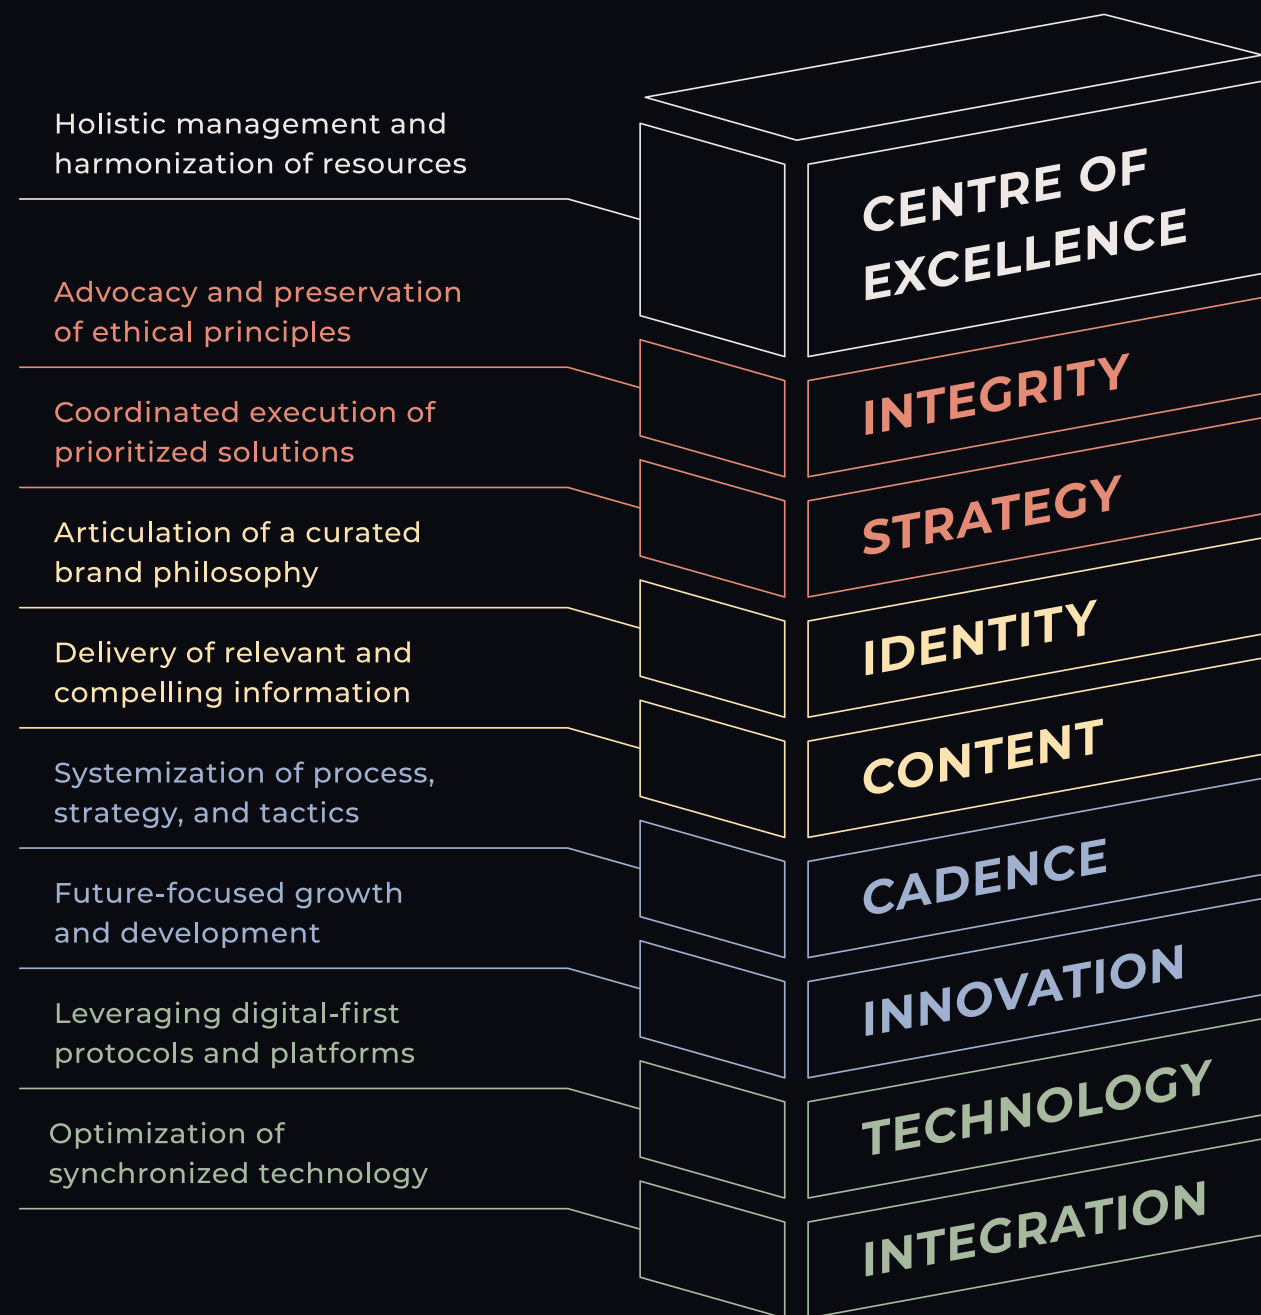 Holistic management and
harmonization of resources
CENTRE OF
EXCELLENCE
Advocacy and preservation
of ethical principles
INTEGRITY
Coordinated execution of
prioritized solutions
STRATEGY
Articulation of a curated
brand philosophy
IDENTITY
Delivery of relevant and
compelling information
CONTENT
Systemization of process,
strategy, and tactics
CADENCE
Future-focused growth
and development
INNOVATION
Leveraging digital-first
protocols and platforms
TECHNOLOGY
Optimization of
synchronized technology
INTEGRATION